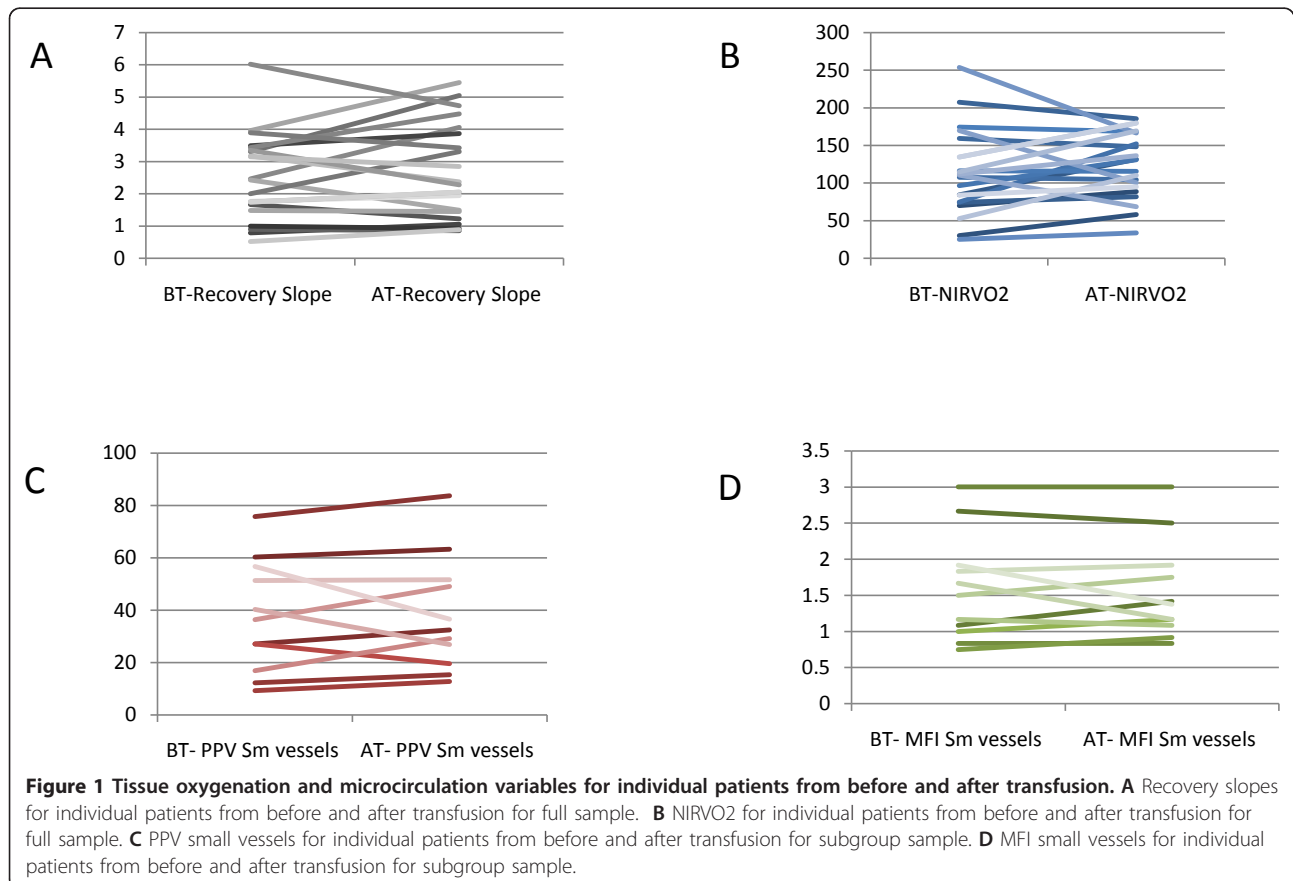 A
7
6
5
4
3
2
1
0
BT-Recovery Slope AT-Recovery Slope
B
300
250
200
150
100
50
0
BT-NIRVO2 AT-NIRVO2
C
100
80
60
40
20
0
BT- PPV Sm vessels AT- PPV Sm vessels
D
3.5
3
2.5
2
1.5
1
0.5
0
BT- MFI Sm vessels AT- MFI Sm vessels
Figure 1 Tissue oxygenation and microcirculation variables for individual patients from before and after transfusion. A Recovery slopes
for individual patients from before and after transfusion for full sample. B NIRVO2 for individual patients from before and after transfusion for
full sample. C PPV small vessels for individual patients from before and after transfusion for subgroup sample. D MFI small vessels for individual
patients from before and after transfusion for subgroup sample.